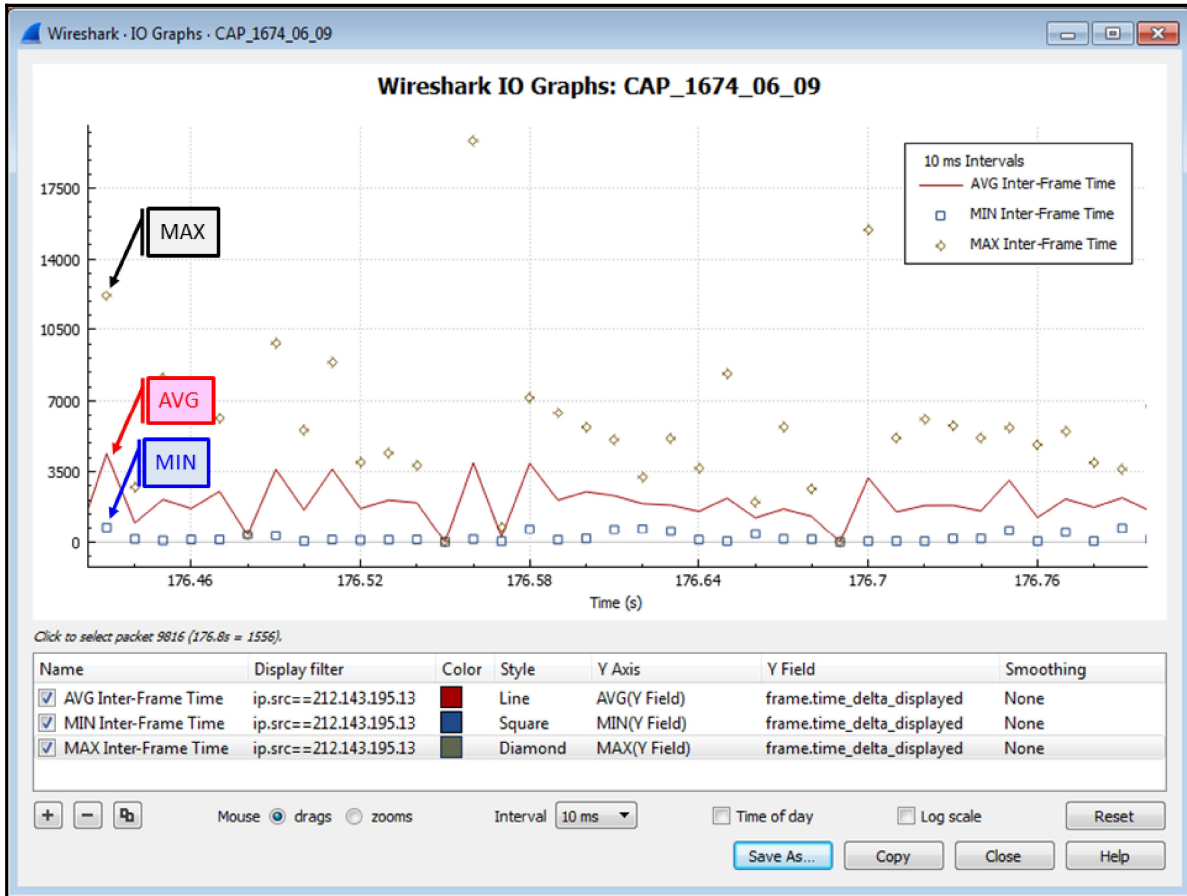 Wireshark · IO Graphs · CAP_1674_06_09
Wireshark IO Graphs: CAP_1674_06_09
10 ms Intervals
AVG Inter-Frame Time
MIN Inter-Frame Time
MAX Inter-Frame Time
17500
14000
10500
7000
3500
0
MAX
AVG
MIN
176.46 176.52 176.58 176.64 176.7 176.76
Time (s)
Click to select packet 9816 (176.8s = 1556).
Name Display filter Color Style Y Axis Y Field Smoothing
AVG Inter-Frame Time ip.src==212.143.195.13 Line AVG(Y Field) frame.time_delta_displayed None
MIN Inter-Frame Time ip.src==212.143.195.13 Square MIN(Y Field) frame.time_delta_displayed None
MAX Inter-Frame Time ip.src==212.143.195.13 Diamond MAX(Y Field) frame.time_delta_displayed None
Mouse drags zooms Interval 10 ms Time of day Log scale Reset
Save As... Copy Close Help